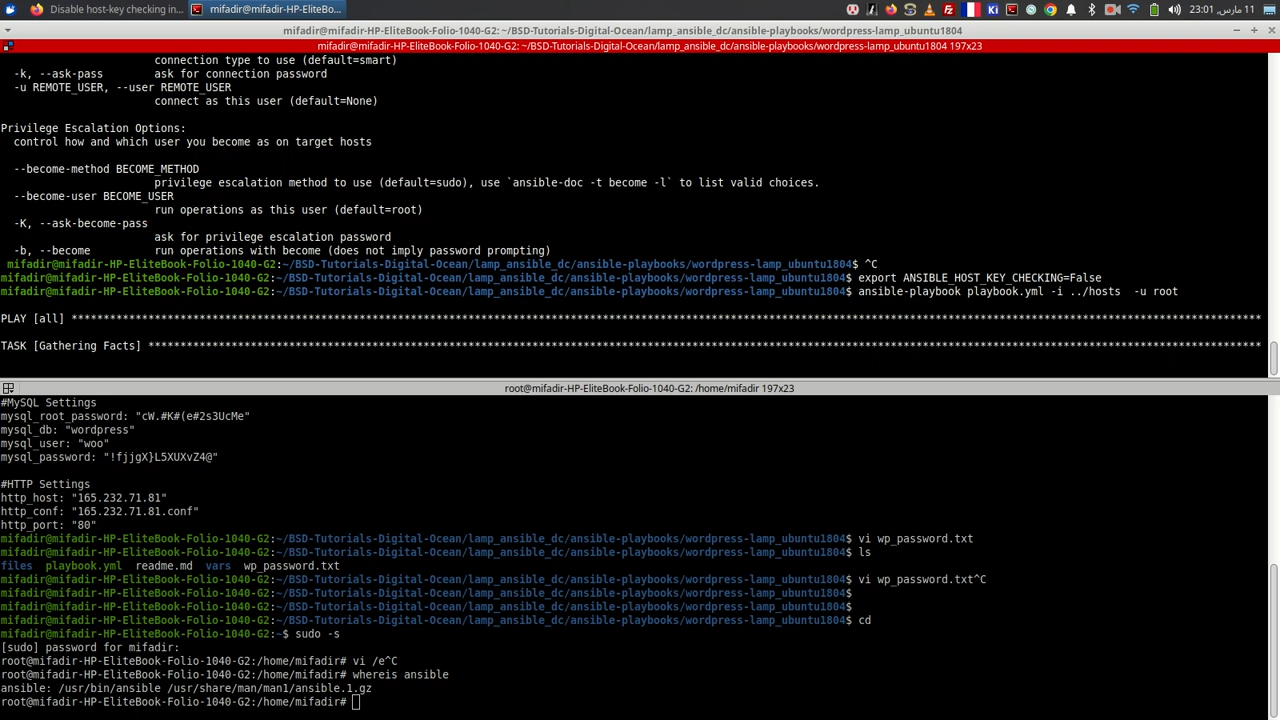 Disable host-key checking in...
mifadir@mifadir-HP-EliteBo...
Ki
11 مارس, 23:01
mifadir@mifadir-HP-EliteBook-Folio-1040-G2: ~/BSD-Tutorials-Digital-Ocean/lamp_ansible_dc/ansible-playbooks/wordpress-lamp_ubuntu1804
mifadir@mifadir-HP-EliteBook-Folio-1040-G2: ~/BSD-Tutorials-Digital-Ocean/lamp_ansible_dc/ansible-playbooks/wordpress-lamp_ubuntu1804 197x23
connection type to use (default=smart)
-k, --ask-pass ask for connection password
-u REMOTE_USER, --user REMOTE_USER
connect as this user (default=None)
Privilege Escalation Options:
control how and which user you become as on target hosts
--become-method BECOME_METHOD
privilege escalation method to use (default=sudo), use `ansible-doc -t become -l` to list valid choices.
--become-user BECOME_USER
run operations as this user (default=root)
-K, --ask-become-pass
ask for privilege escalation password
-b, --become run operations with become (does not imply password prompting)
mifadir@mifadir-HP-EliteBook-Folio-1040-G2:~/BSD-Tutorials-Digital-Ocean/lamp_ansible_dc/ansible-playbooks/wordpress-lamp_ubuntu1804$ ^C
mifadir@mifadir-HP-EliteBook-Folio-1040-G2:~/BSD-Tutorials-Digital-Ocean/lamp_ansible_dc/ansible-playbooks/wordpress-lamp_ubuntu1804$ export ANSIBLE_HOST_KEY_CHECKING=False
mifadir@mifadir-HP-EliteBook-Folio-1040-G2:~/BSD-Tutorials-Digital-Ocean/lamp_ansible_dc/ansible-playbooks/wordpress-lamp_ubuntu1804$ ansible-playbook playbook.yml -i ../hosts  -u root
PLAY [all] *****************************************************************************************************************************************************************************************
TASK [Gathering Facts] *****************************************************************************************************************************************************************************
root@mifadir-HP-EliteBook-Folio-1040-G2: /home/mifadir 197x23
#MySQL Settings
mysql_root_password: "cW.#K#(e#2s3UcMe"
mysql_db: "wordpress"
mysql_user: "woo"
mysql_password: "!fjjgX}L5XUXvZ4@"
#HTTP Settings
http_host: "165.232.71.81"
http_conf: "165.232.71.81.conf"
http_port: "80"
mifadir@mifadir-HP-EliteBook-Folio-1040-G2:~/BSD-Tutorials-Digital-Ocean/lamp_ansible_dc/ansible-playbooks/wordpress-lamp_ubuntu1804$ vi wp_password.txt
mifadir@mifadir-HP-EliteBook-Folio-1040-G2:~/BSD-Tutorials-Digital-Ocean/lamp_ansible_dc/ansible-playbooks/wordpress-lamp_ubuntu1804$ ls
files  playbook.yml  readme.md  vars  wp_password.txt
mifadir@mifadir-HP-EliteBook-Folio-1040-G2:~/BSD-Tutorials-Digital-Ocean/lamp_ansible_dc/ansible-playbooks/wordpress-lamp_ubuntu1804$ vi wp_password.txt^C
mifadir@mifadir-HP-EliteBook-Folio-1040-G2:~/BSD-Tutorials-Digital-Ocean/lamp_ansible_dc/ansible-playbooks/wordpress-lamp_ubuntu1804$
mifadir@mifadir-HP-EliteBook-Folio-1040-G2:~/BSD-Tutorials-Digital-Ocean/lamp_ansible_dc/ansible-playbooks/wordpress-lamp_ubuntu1804$
mifadir@mifadir-HP-EliteBook-Folio-1040-G2:~/BSD-Tutorials-Digital-Ocean/lamp_ansible_dc/ansible-playbooks/wordpress-lamp_ubuntu1804$ cd
mifadir@mifadir-HP-EliteBook-Folio-1040-G2:~$ sudo -s
[sudo] password for mifadir:
root@mifadir-HP-EliteBook-Folio-1040-G2:/home/mifadir# vi /e^C
root@mifadir-HP-EliteBook-Folio-1040-G2:/home/mifadir# whereis ansible
ansible: /usr/bin/ansible /usr/share/man/man1/ansible.1.gz
root@mifadir-HP-EliteBook-Folio-1040-G2:/home/mifadir#